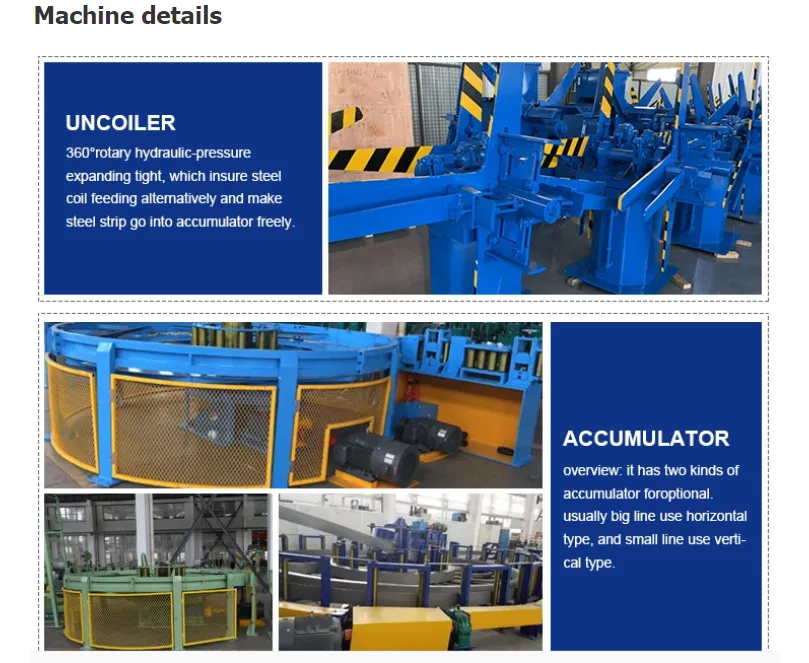 Machine details
UNCOILER
360°rotary hydraulic-pressure
expanding tight, which insure steel
coil feeding alternatively and make
steel strip go into accumulator freely.
ACCUMULATOR
overview: it has two kinds of
accumulator foroptional.
usually big line use horizontal
type, and small line use verti-
cal type.